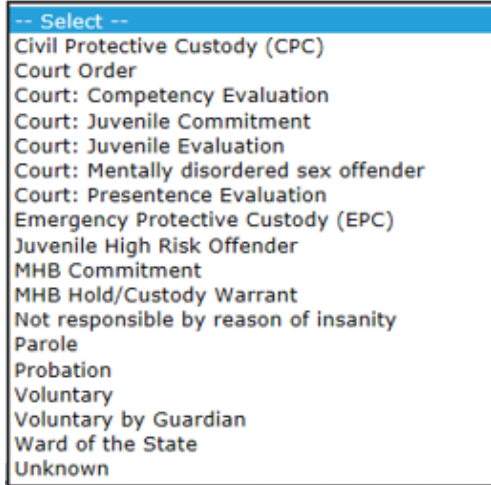 -- Select --
Civil Protective Custody (CPC)
Court Order
Court: Competency Evaluation
Court: Juvenile Commitment
Court: Juvenile Evaluation
Court: Mentally disordered sex offender
Court: Presentence Evaluation
Emergency Protective Custody (EPC)
Juvenile High Risk Offender
MHB Commitment
MHB Hold/Custody Warrant
Not responsible by reason of insanity
Parole
Probation
Voluntary
Voluntary by Guardian
Ward of the State
Unknown